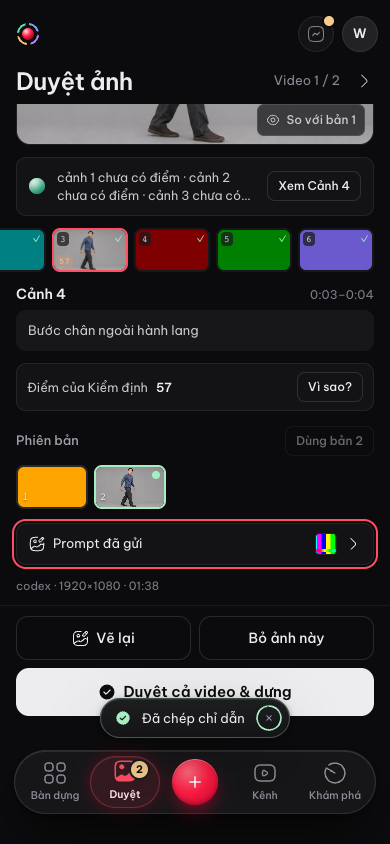 W
Duyệt ảnh
Video 1 / 2
So với bản 1
cảnh 1 chưa có điểm · cảnh 2
chưa có điểm · cảnh 3 chưa có...
Xem Cảnh 4
3
57
4
5
6
Cảnh 4
0:03–0:04
Bước chân ngoài hành lang
Điểm của Kiểm định 57
Vì sao?
Phiên bản
Dùng bản 2
1
2
Prompt đã gửi
codex · 1920×1080 · 01:38
Vẽ lại
Bỏ ảnh này
Duyệt cả video & dựng
Đã chép chỉ dẫn
Bàn dựng
2
Duyệt
Kênh
Khám phá